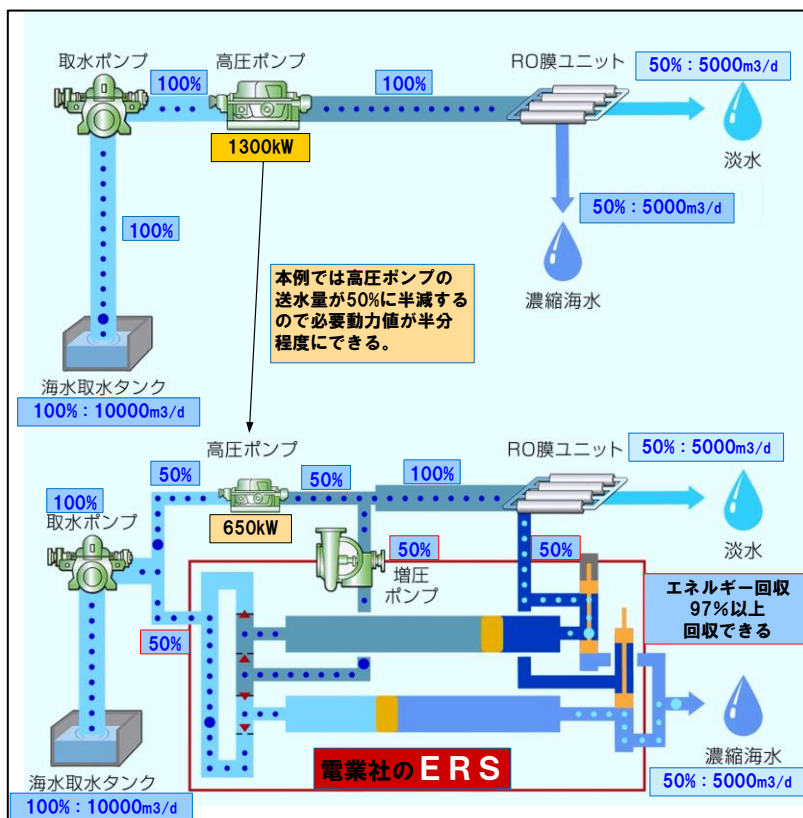 取水ポンプ
高圧ポンプ
RO膜ユニット
50%:5000m3/d
100%
100%
1300kW
淡水
50%:5000m3/d
100%
濃縮海水
本例では高圧ポンプの
送水量が50%に半減する
ので必要動力値が半分
程度にできる。
海水取水タンク
100%:10000m3/d
高圧ポンプ
RO膜ユニット
50%:5000m3/d
50%
50%
100%
100%
取水ポンプ
650kW
淡水
50%
増圧
ポンプ
50%
エネルギー回収
97%以上
回収できる
50%
電業社のERS
濃縮海水
50%:5000m3/d
海水取水タンク
100%:10000m3/d